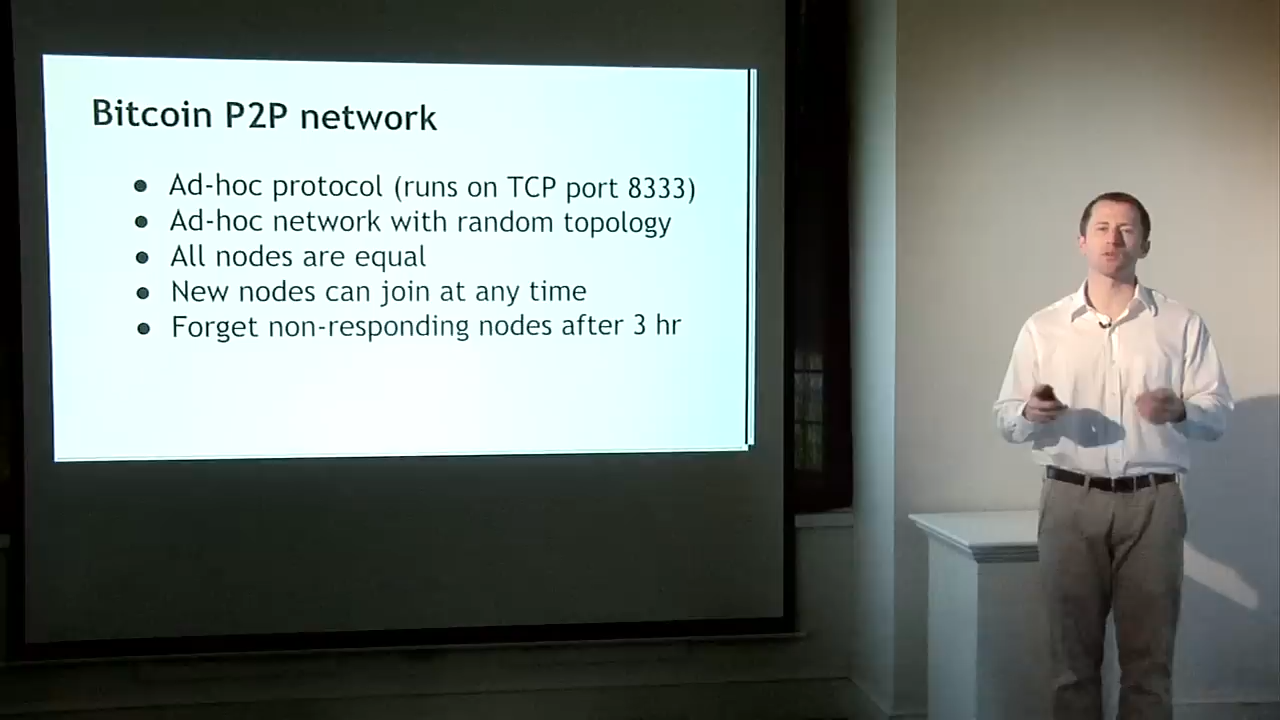 Bitcoin P2P network
● Ad-hoc protocol (runs on TCP port 8333)
● Ad-hoc network with random topology
● All nodes are equal
● New nodes can join at any time
● Forget non-responding nodes after 3 hr